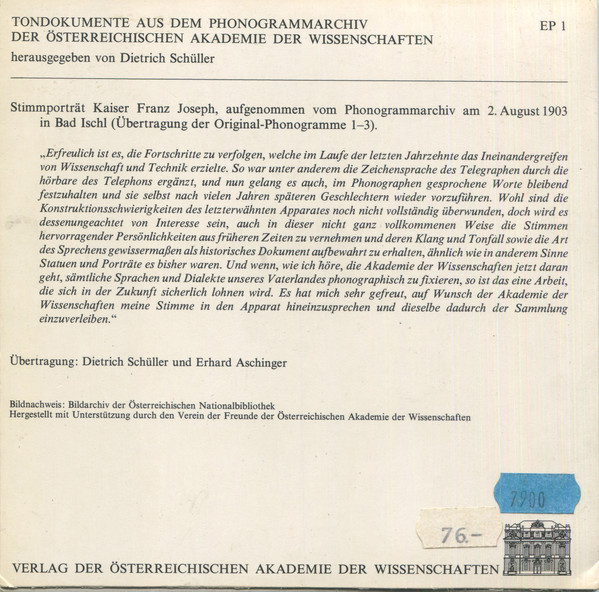 TONDOKUMENTE AUS DEM PHONOGRAMMARCHIV
DER ÖSTERREICHISCHEN AKADEMIE DER WISSENSCHAFTEN
EP 1
herausgegeben von Dietrich Schüller
Stimmporträt Kaiser Franz Joseph, aufgenommen vom Phonogrammarchiv am 2. August 1903
in Bad Ischl (Übertragung der Original-Phonogramme 1–3).
„Erfreulich ist es, die Fortschritte zu verfolgen, welche im Laufe der letzten Jahrzehnte das Ineinandergreifen
von Wissenschaft und Technik erzielte. So war unter anderem die Zeichensprache des Telegraphen durch die
hörbare des Telephons ergänzt, und nun gelang es auch, im Phonographen gesprochene Worte bleibend
festzuhalten und sie selbst nach vielen Jahren späteren Geschlechtern wieder vorzuführen. Wohl sind die
Konstruktionsschwierigkeiten des letzterwähnten Apparates noch nicht vollständig überwunden, doch wird es
dessenungeachtet von Interesse sein, auch in dieser nicht ganz vollkommenen Weise die Stimmen
hervorragender Persönlichkeiten aus früheren Zeiten zu vernehmen und deren Klang und Tonfall sowie die Art
des Sprechens gewissermaßen als historisches Dokument aufbewahrt zu erhalten, ähnlich wie in anderem Sinne
Statuen und Porträte es bisher waren. Und wenn, wie ich höre, die Akademie der Wissenschaften jetzt daran
geht, sämtliche Sprachen und Dialekte unseres Vaterlandes phonographisch zu fixieren, so ist das eine Arbeit,
die sich in der Zukunft sicherlich lohnen wird. Es hat mich sehr gefreut, auf Wunsch der Akademie der
Wissenschaften meine Stimme in den Apparat hineinzusprechen und dieselbe dadurch der Sammlung
einzuverleiben.“
Übertragung: Dietrich Schüller und Erhard Aschinger
Bildnachweis: Bildarchiv der Österreichischen Nationalbibliothek
Hergestellt mit Unterstützung durch den Verein der Freunde der Österreichischen Akademie der Wissenschaften
7900
76.-
VERLAG DER ÖSTERREICHISCHEN AKADEMIE DER WISSENSCHAFTEN